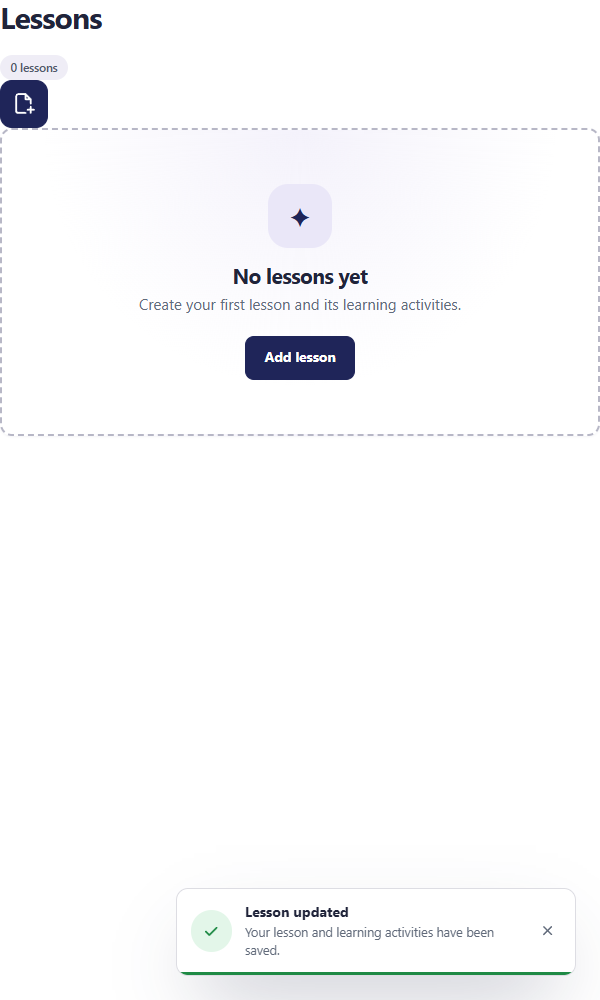 Lessons
0 lessons
No lessons yet
Create your first lesson and its learning activities.
Add lesson
Lesson updated
Your lesson and learning activities have been
saved.